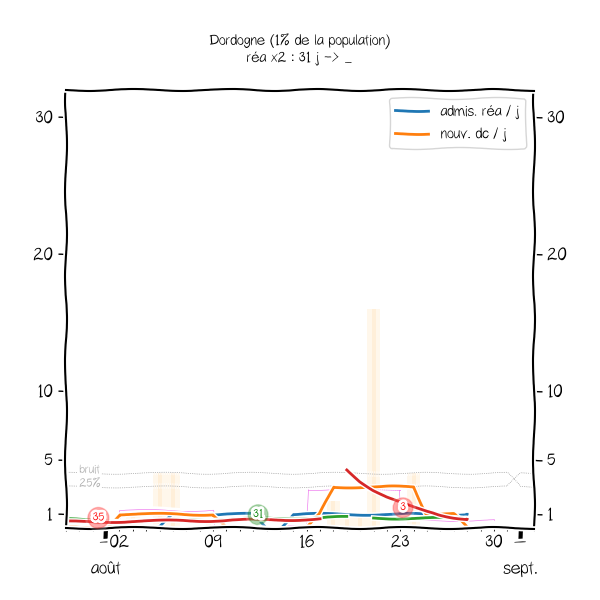 Dordogne (1% de la population)
réa x2 : 31 j -> _
admis. réa / j
nouv. dc / j
30 30
20 20
10 10
5 5
bruit
25%
1 1
35 31 3
02 09 16 23 30
août sept.